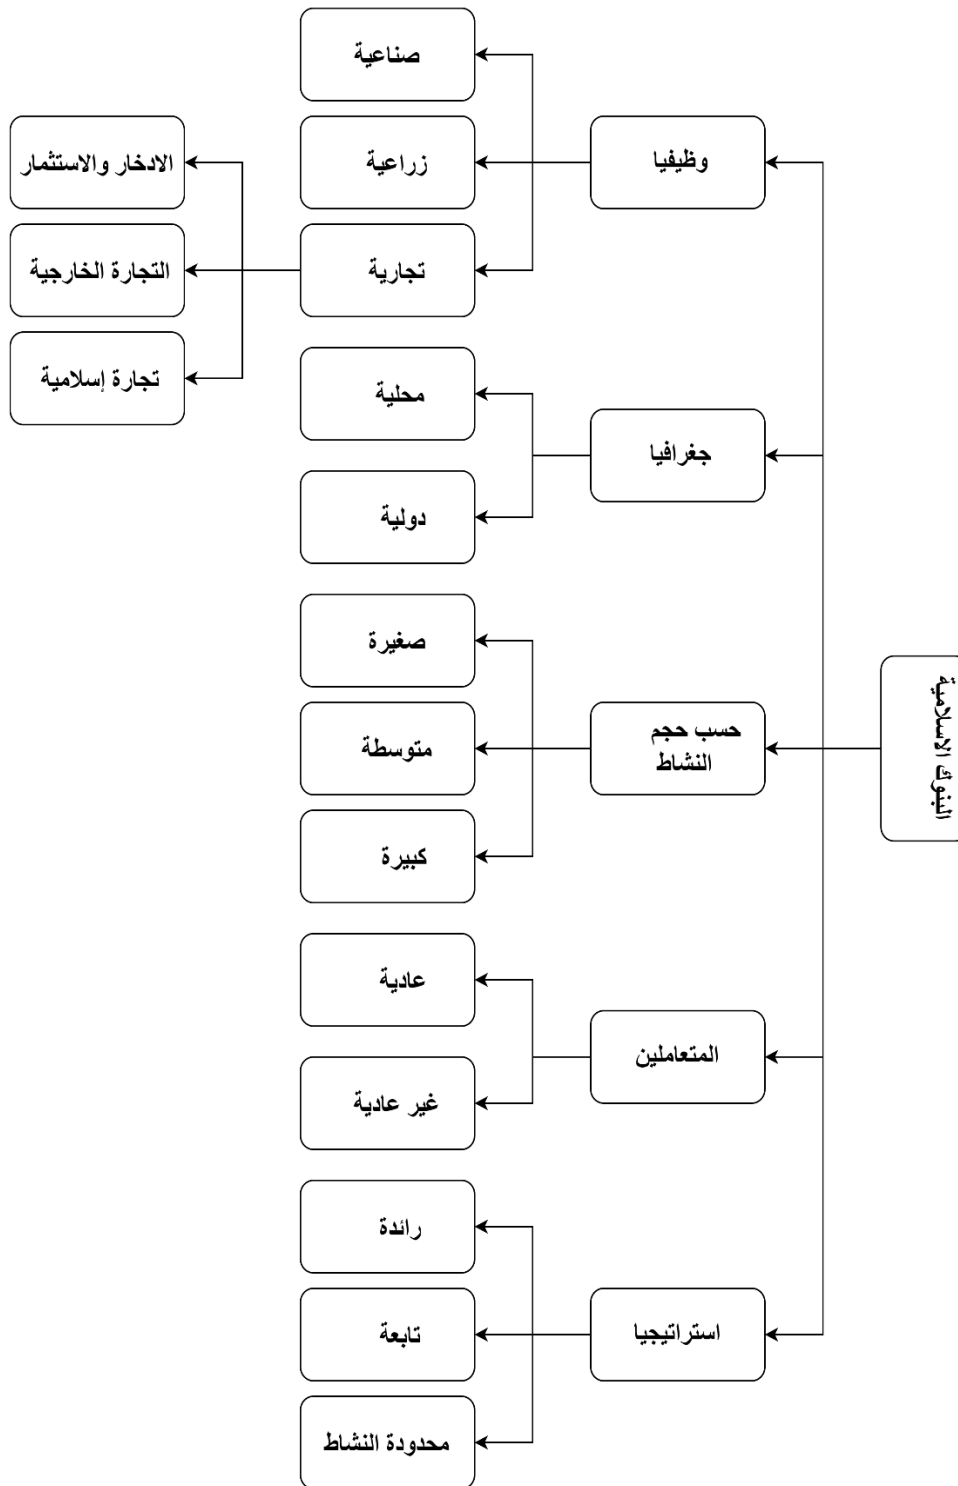 البنوك الاسلامية
وظيفيا
صناعية
زراعية
تجارية
الادخار والاستثمار
التجارة الخارجية
تجارة إسلامية
جغرافيا
محلية
دولية
حسب حجم
النشاط
صغيرة
متوسطة
كبيرة
المتعاملين
عادية
غير عادية
استراتيجيا
رائدة
تابعة
محدودة النشاط